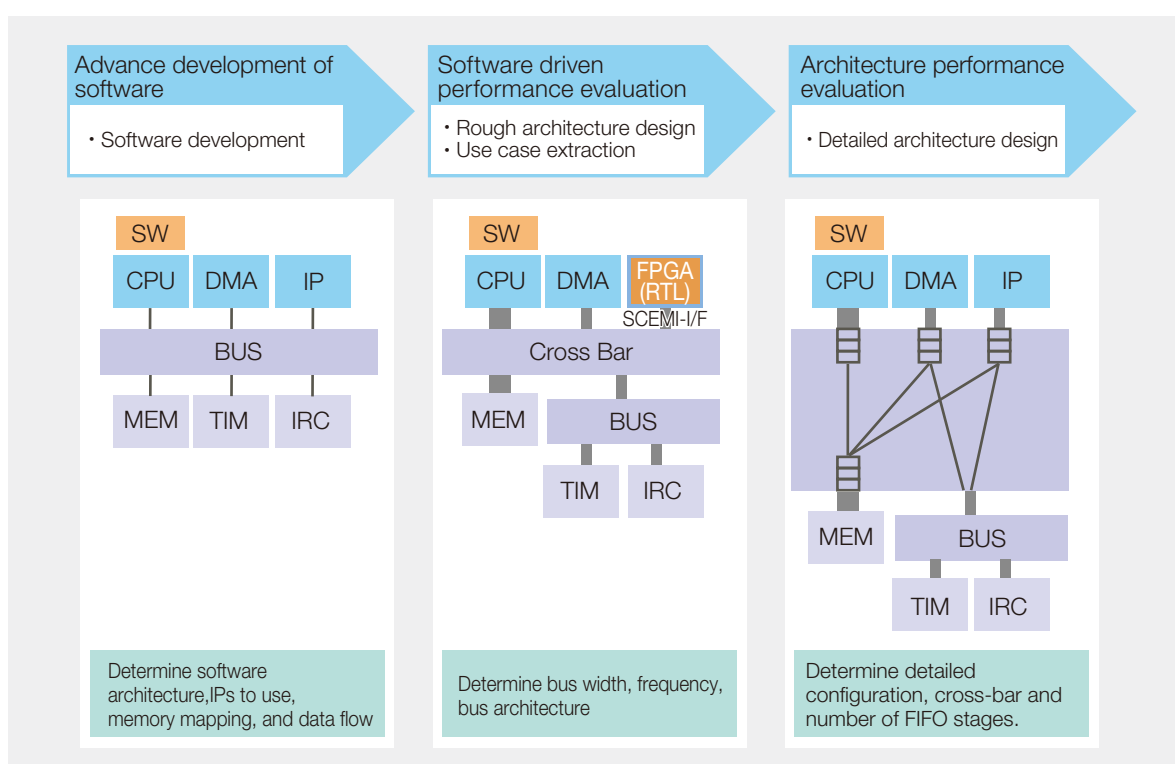 Advance development of
software
・Software development
Software driven
performance evaluation
・Rough architecture design
・Use case extraction
Architecture performance
evaluation
・Detailed architecture design
SW
CPU
DMA
IP
BUS
MEM
TIM
IRC
Determine software
architecture,IPs to use,
memory mapping, and data flow
SW
CPU
DMA
FPGA
(RTL)
SCEMI-I/F
Cross Bar
MEM
BUS
TIM
IRC
Determine bus width, frequency,
bus architecture
SW
CPU
DMA
IP
MEM
BUS
TIM
IRC
Determine detailed
configuration, cross-bar and
number of FIFO stages.